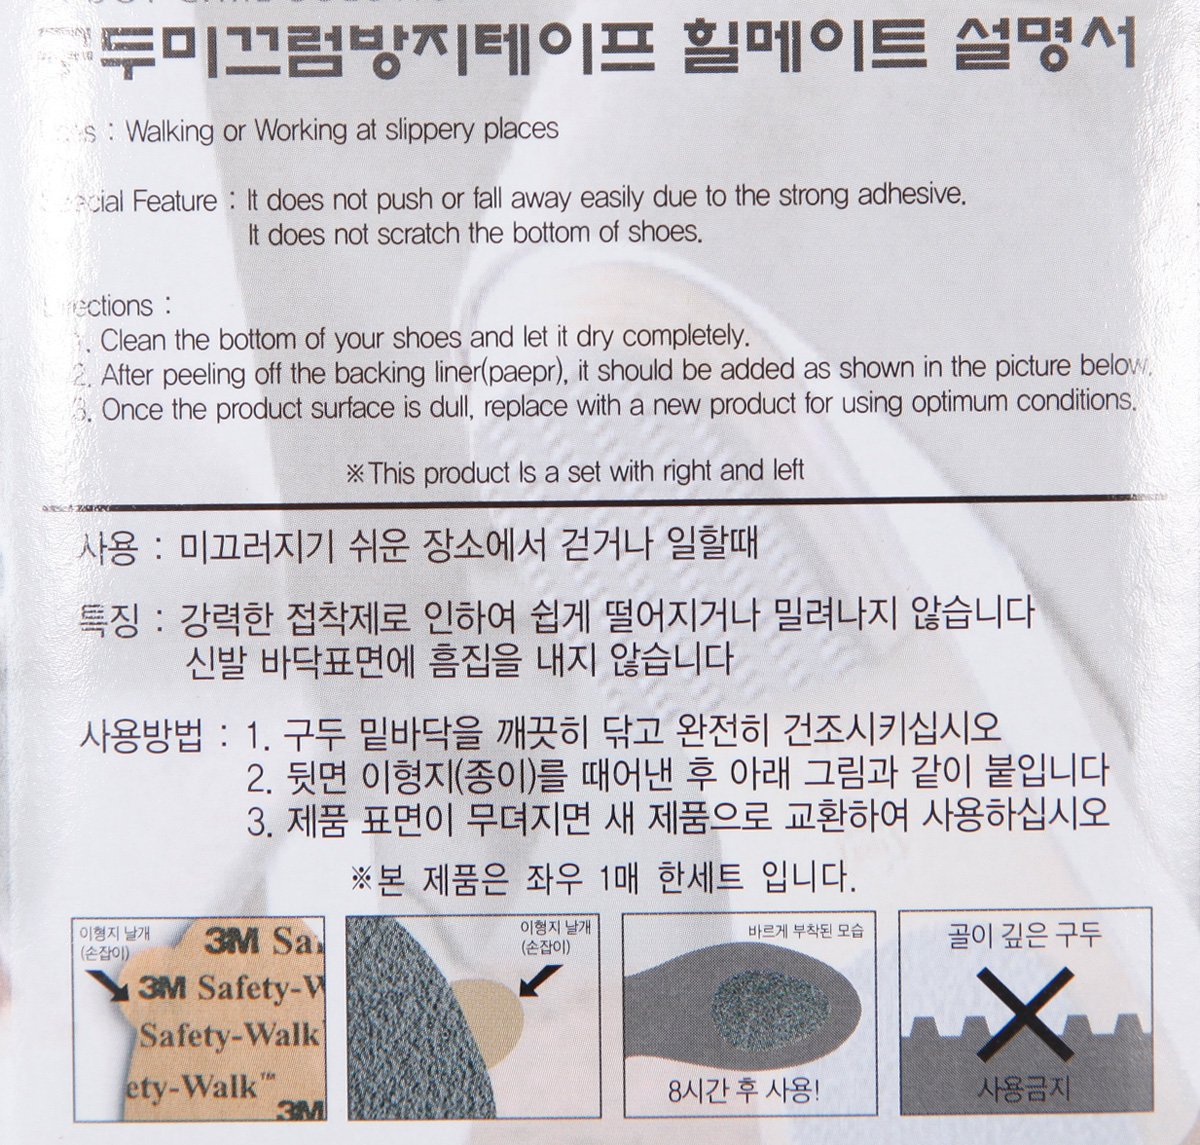 구두미끄럼방지테이프 힐메이트 설명서
: Walking or Working at slippery places
Special Feature : It does not push or fall away easily due to the strong adhesive.
It does not scratch the bottom of shoes.
Directions :
1. Clean the bottom of your shoes and let it dry completely.
2. After peeling off the backing liner(paepr), it should be added as shown in the picture below.
3. Once the product surface is dull, replace with a new product for using optimum conditions.
※This product Is a set with right and left
사용 : 미끄러지기 쉬운 장소에서 걷거나 일할때
특징 : 강력한 접착제로 인하여 쉽게 떨어지거나 밀려나지 않습니다
신발 바닥표면에 흠집을 내지 않습니다
사용방법 : 1. 구두 밑바닥을 깨끗히 닦고 완전히 건조시키십시오
2. 뒷면 이형지(종이)를 때어낸 후 아래 그림과 같이 붙입니다
3. 제품 표면이 무뎌지면 새 제품으로 교환하여 사용하십시오
※본 제품은 좌우 1매 한세트 입니다.
이형지 날개
(손잡이)
3M Sa
3M Safety-W
Safety-Walk
ety-Walk™
3M
이형지 날개
(손잡이)
바르게 부착된 모습
8시간 후 사용!
골이 깊은 구두
사용금지